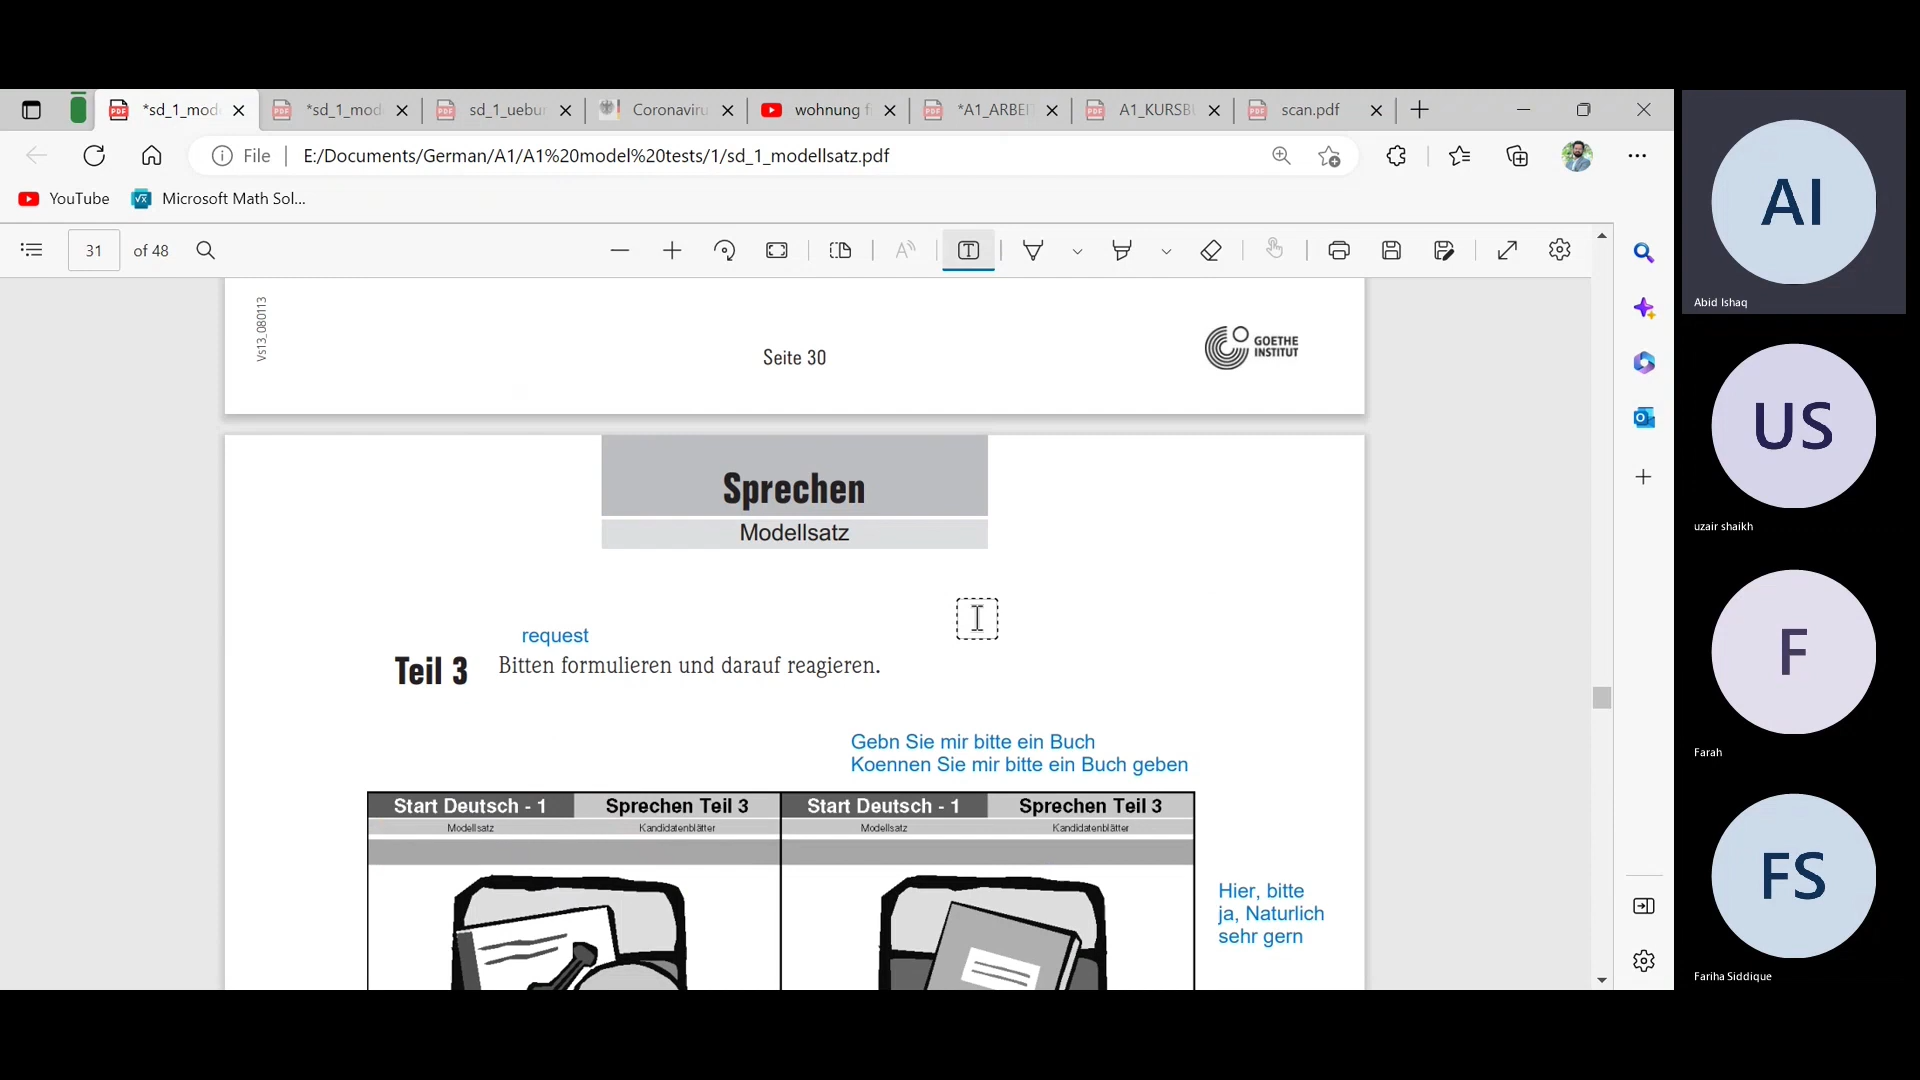 *sd_1_mod
*sd_1_mod
sd_1_uebur
Coronaviru
wohnung f
*A1_ARBEI
A1_KURSBU
scan.pdf
File
E:/Documents/German/A1/A1%20model%20tests/1/sd_1_modellsatz.pdf
YouTube
Microsoft Math Sol...
31 of 48
Vs13_080113
Seite 30
GOETHE
INSTITUT
Sprechen
Modellsatz
request
Teil 3 Bitten formulieren und darauf reagieren.
Gebn Sie mir bitte ein Buch
Koennen Sie mir bitte ein Buch geben
Start Deutsch - 1 Sprechen Teil 3 Start Deutsch - 1 Sprechen Teil 3
Modellsatz Kandidatenblätter Modellsatz Kandidatenblätter
Hier, bitte
ja, Naturlich
sehr gern
AI
Abid Ishaq
US
uzair shaikh
F
Farah
FS
Fariha Siddique